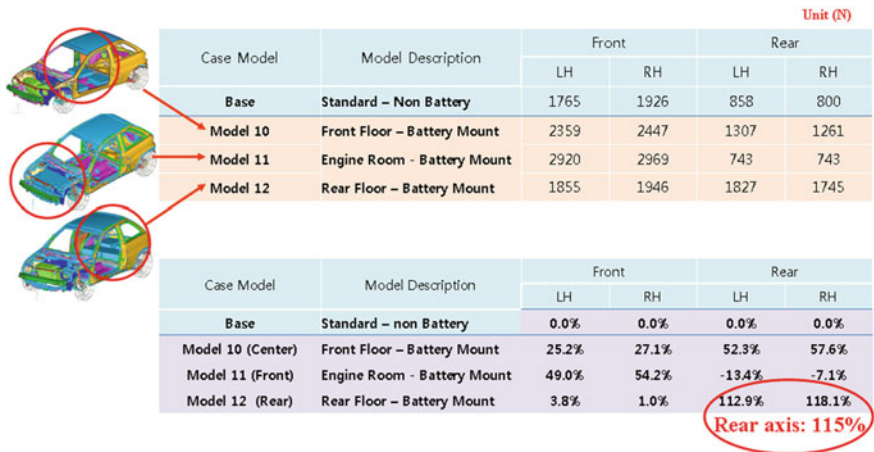 Unit (N)
Case Model Model Description Front Rear
LH RH LH RH
Base Standard – Non Battery 1765 1926 858 800
Model 10 Front Floor – Battery Mount 2359 2447 1307 1261
Model 11 Engine Room - Battery Mount 2920 2969 743 743
Model 12 Rear Floor – Battery Mount 1855 1946 1827 1745
Case Model Model Description Front Rear
LH RH LH RH
Base Standard – non Battery 0.0% 0.0% 0.0% 0.0%
Model 10 (Center) Front Floor – Battery Mount 25.2% 27.1% 52.3% 57.6%
Model 11 (Front) Engine Room - Battery Mount 49.0% 54.2% -13.4% -7.1%
Model 12 (Rear) Rear Floor – Battery Mount 3.8% 1.0% 112.9% 118.1%
Rear axis: 115%